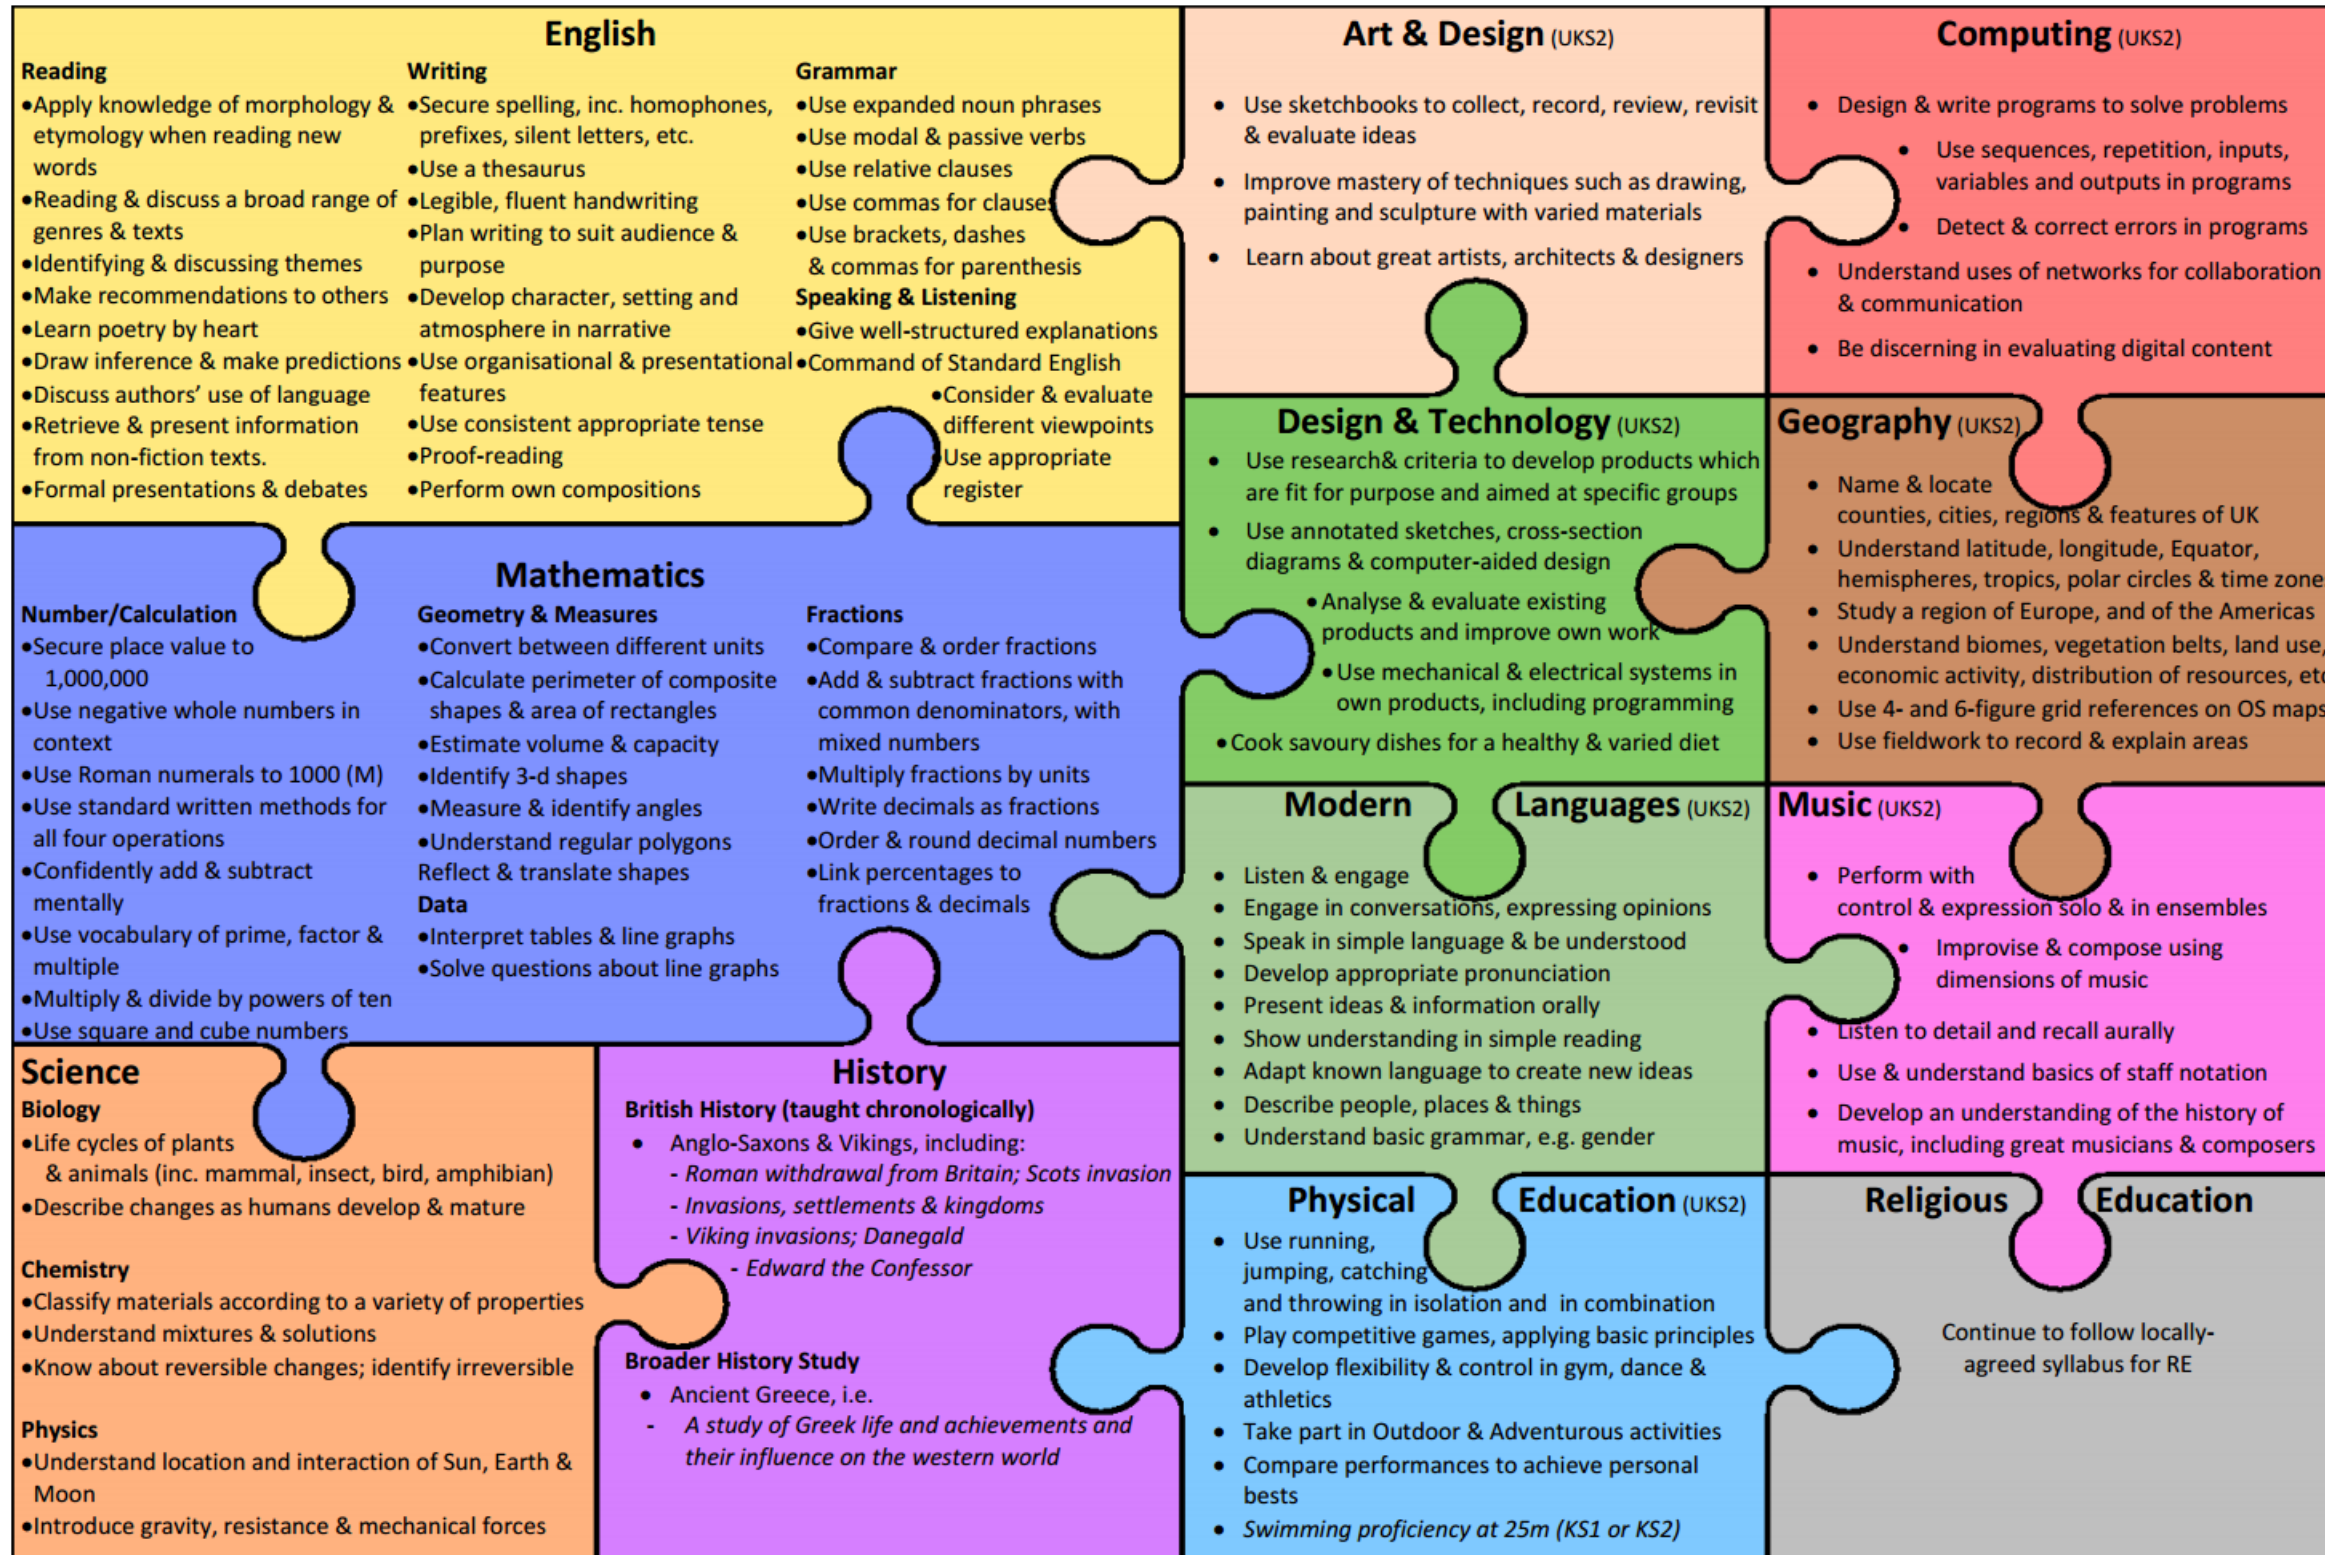 English
Reading
•Apply knowledge of morphology &
etymology when reading new
words
•Reading & discuss a broad range of
genres & texts
•Identifying & discussing themes
•Make recommendations to others
•Learn poetry by heart
•Draw inference & make predictions
•Discuss authors’ use of language
•Retrieve & present information
from non-fiction texts.
•Formal presentations & debates
Writing
•Secure spelling, inc. homophones,
prefixes, silent letters, etc.
•Use a thesaurus
•Legible, fluent handwriting
•Plan writing to suit audience &
purpose
•Develop character, setting and
atmosphere in narrative
•Use organisational & presentational
features
•Use consistent appropriate tense
•Proof-reading
•Perform own compositions
Grammar
•Use expanded noun phrases
•Use modal & passive verbs
•Use relative clauses
•Use commas for clauses
•Use brackets, dashes
& commas for parenthesis
Speaking & Listening
•Give well-structured explanations
•Command of Standard English
•Consider & evaluate
different viewpoints
Use appropriate
register
Art & Design (UKS2)
• Use sketchbooks to collect, record, review, revisit
& evaluate ideas
• Improve mastery of techniques such as drawing,
painting and sculpture with varied materials
• Learn about great artists, architects & designers
Computing (UKS2)
• Design & write programs to solve problems
• Use sequences, repetition, inputs,
variables and outputs in programs
• Detect & correct errors in programs
• Understand uses of networks for collaboration
& communication
• Be discerning in evaluating digital content
Mathematics
Number/Calculation
•Secure place value to
1,000,000
•Use negative whole numbers in
context
•Use Roman numerals to 1000 (M)
•Use standard written methods for
all four operations
•Confidently add & subtract
mentally
•Use vocabulary of prime, factor &
multiple
•Multiply & divide by powers of ten
•Use square and cube numbers
Geometry & Measures
•Convert between different units
•Calculate perimeter of composite
shapes & area of rectangles
•Estimate volume & capacity
•Identify 3-d shapes
•Measure & identify angles
•Understand regular polygons
Reflect & translate shapes
Data
•Interpret tables & line graphs
•Solve questions about line graphs
Fractions
•Compare & order fractions
•Add & subtract fractions with
common denominators, with
mixed numbers
•Multiply fractions by units
•Write decimals as fractions
•Order & round decimal numbers
•Link percentages to
fractions & decimals
Design & Technology (UKS2)
• Use research& criteria to develop products which
are fit for purpose and aimed at specific groups
• Use annotated sketches, cross-section
diagrams & computer-aided design
•Analyse & evaluate existing
products and improve own work
•Use mechanical & electrical systems in
own products, including programming
•Cook savoury dishes for a healthy & varied diet
Geography (UKS2)
• Name & locate
counties, cities, regions & features of UK
• Understand latitude, longitude, Equator,
hemispheres, tropics, polar circles & time zone
• Study a region of Europe, and of the Americas
• Understand biomes, vegetation belts, land use,
economic activity, distribution of resources, etc
• Use 4- and 6-figure grid references on OS maps
• Use fieldwork to record & explain areas
Modern Languages (UKS2)
• Listen & engage
• Engage in conversations, expressing opinions
• Speak in simple language & be understood
• Develop appropriate pronunciation
• Present ideas & information orally
• Show understanding in simple reading
• Adapt known language to create new ideas
• Describe people, places & things
• Understand basic grammar, e.g. gender
Music (UKS2)
• Perform with
control & expression solo & in ensembles
• Improvise & compose using
dimensions of music
• Listen to detail and recall aurally
• Use & understand basics of staff notation
• Develop an understanding of the history of
music, including great musicians & composers
Science
Biology
•Life cycles of plants
& animals (inc. mammal, insect, bird, amphibian)
•Describe changes as humans develop & mature
Chemistry
•Classify materials according to a variety of properties
•Understand mixtures & solutions
•Know about reversible changes; identify irreversible
Physics
•Understand location and interaction of Sun, Earth &
Moon
•Introduce gravity, resistance & mechanical forces
History
British History (taught chronologically)
• Anglo-Saxons & Vikings, including:
- Roman withdrawal from Britain; Scots invasion
- Invasions, settlements & kingdoms
- Viking invasions; Danegald
- Edward the Confessor
Broader History Study
• Ancient Greece, i.e.
- A study of Greek life and achievements and
their influence on the western world
Physical Education (UKS2)
• Use running,
jumping, catching
and throwing in isolation and in combination
• Play competitive games, applying basic principles
• Develop flexibility & control in gym, dance &
athletics
• Take part in Outdoor & Adventurous activities
• Compare performances to achieve personal
bests
• Swimming proficiency at 25m (KS1 or KS2)
Religious Education
Continue to follow locally-
agreed syllabus for RE